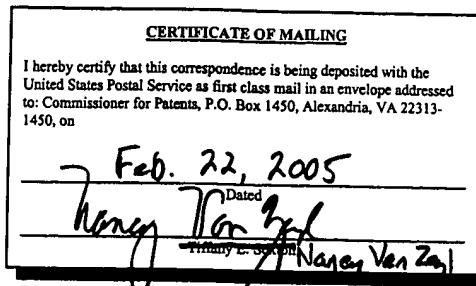 CERTIFICATE OF MAILING
I hereby certify that this correspondence is being deposited with the
United States Postal Service as first class mail in an envelope addressed
to: Commissioner for Patents, P.O. Box 1450, Alexandria, VA 22313-
1450, on
Feb. 22, 2005
Dated
Nancy Van Zyl
Tiffany L. Sexton Nancy Van Zyl